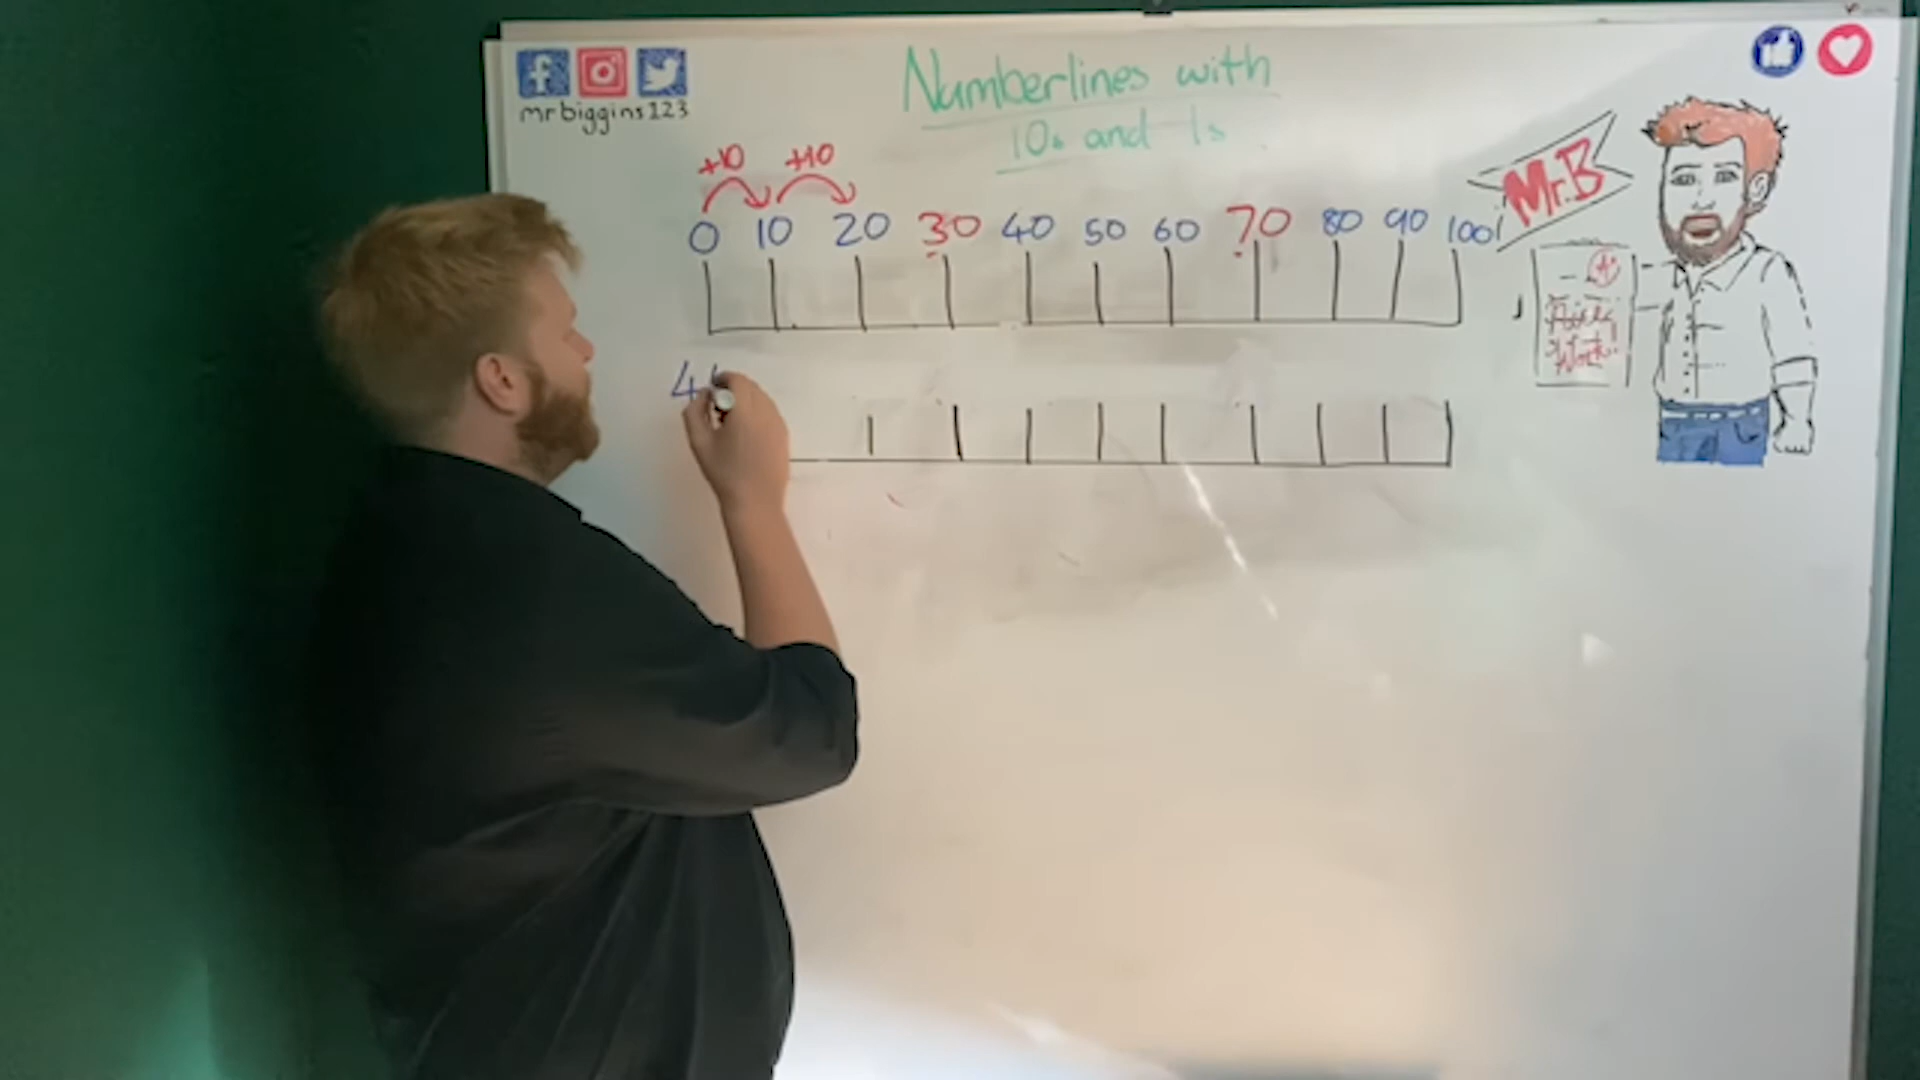 mrbiggins123
Numberlines with
10s and 1s
+10 +10
0 10 20 30 40 50 60 70 80 90 100
Mr.B
A+
4